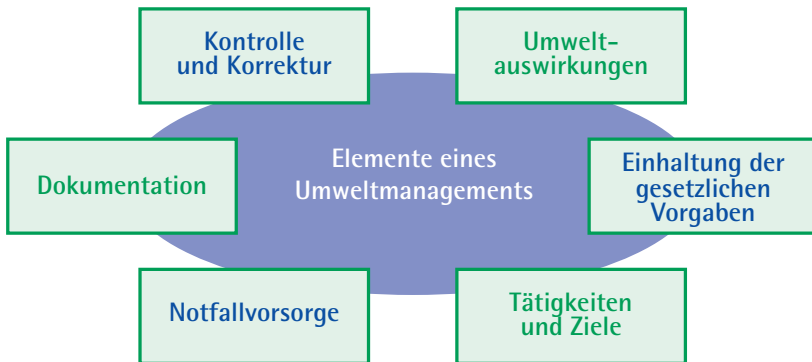 Kontrolle
und Korrektur
Umwelt-
auswirkungen
Elemente eines
Umweltmanagements
Dokumentation
Einhaltung der
gesetzlichen
Vorgaben
Notfallvorsorge
Tätigkeiten
und Ziele